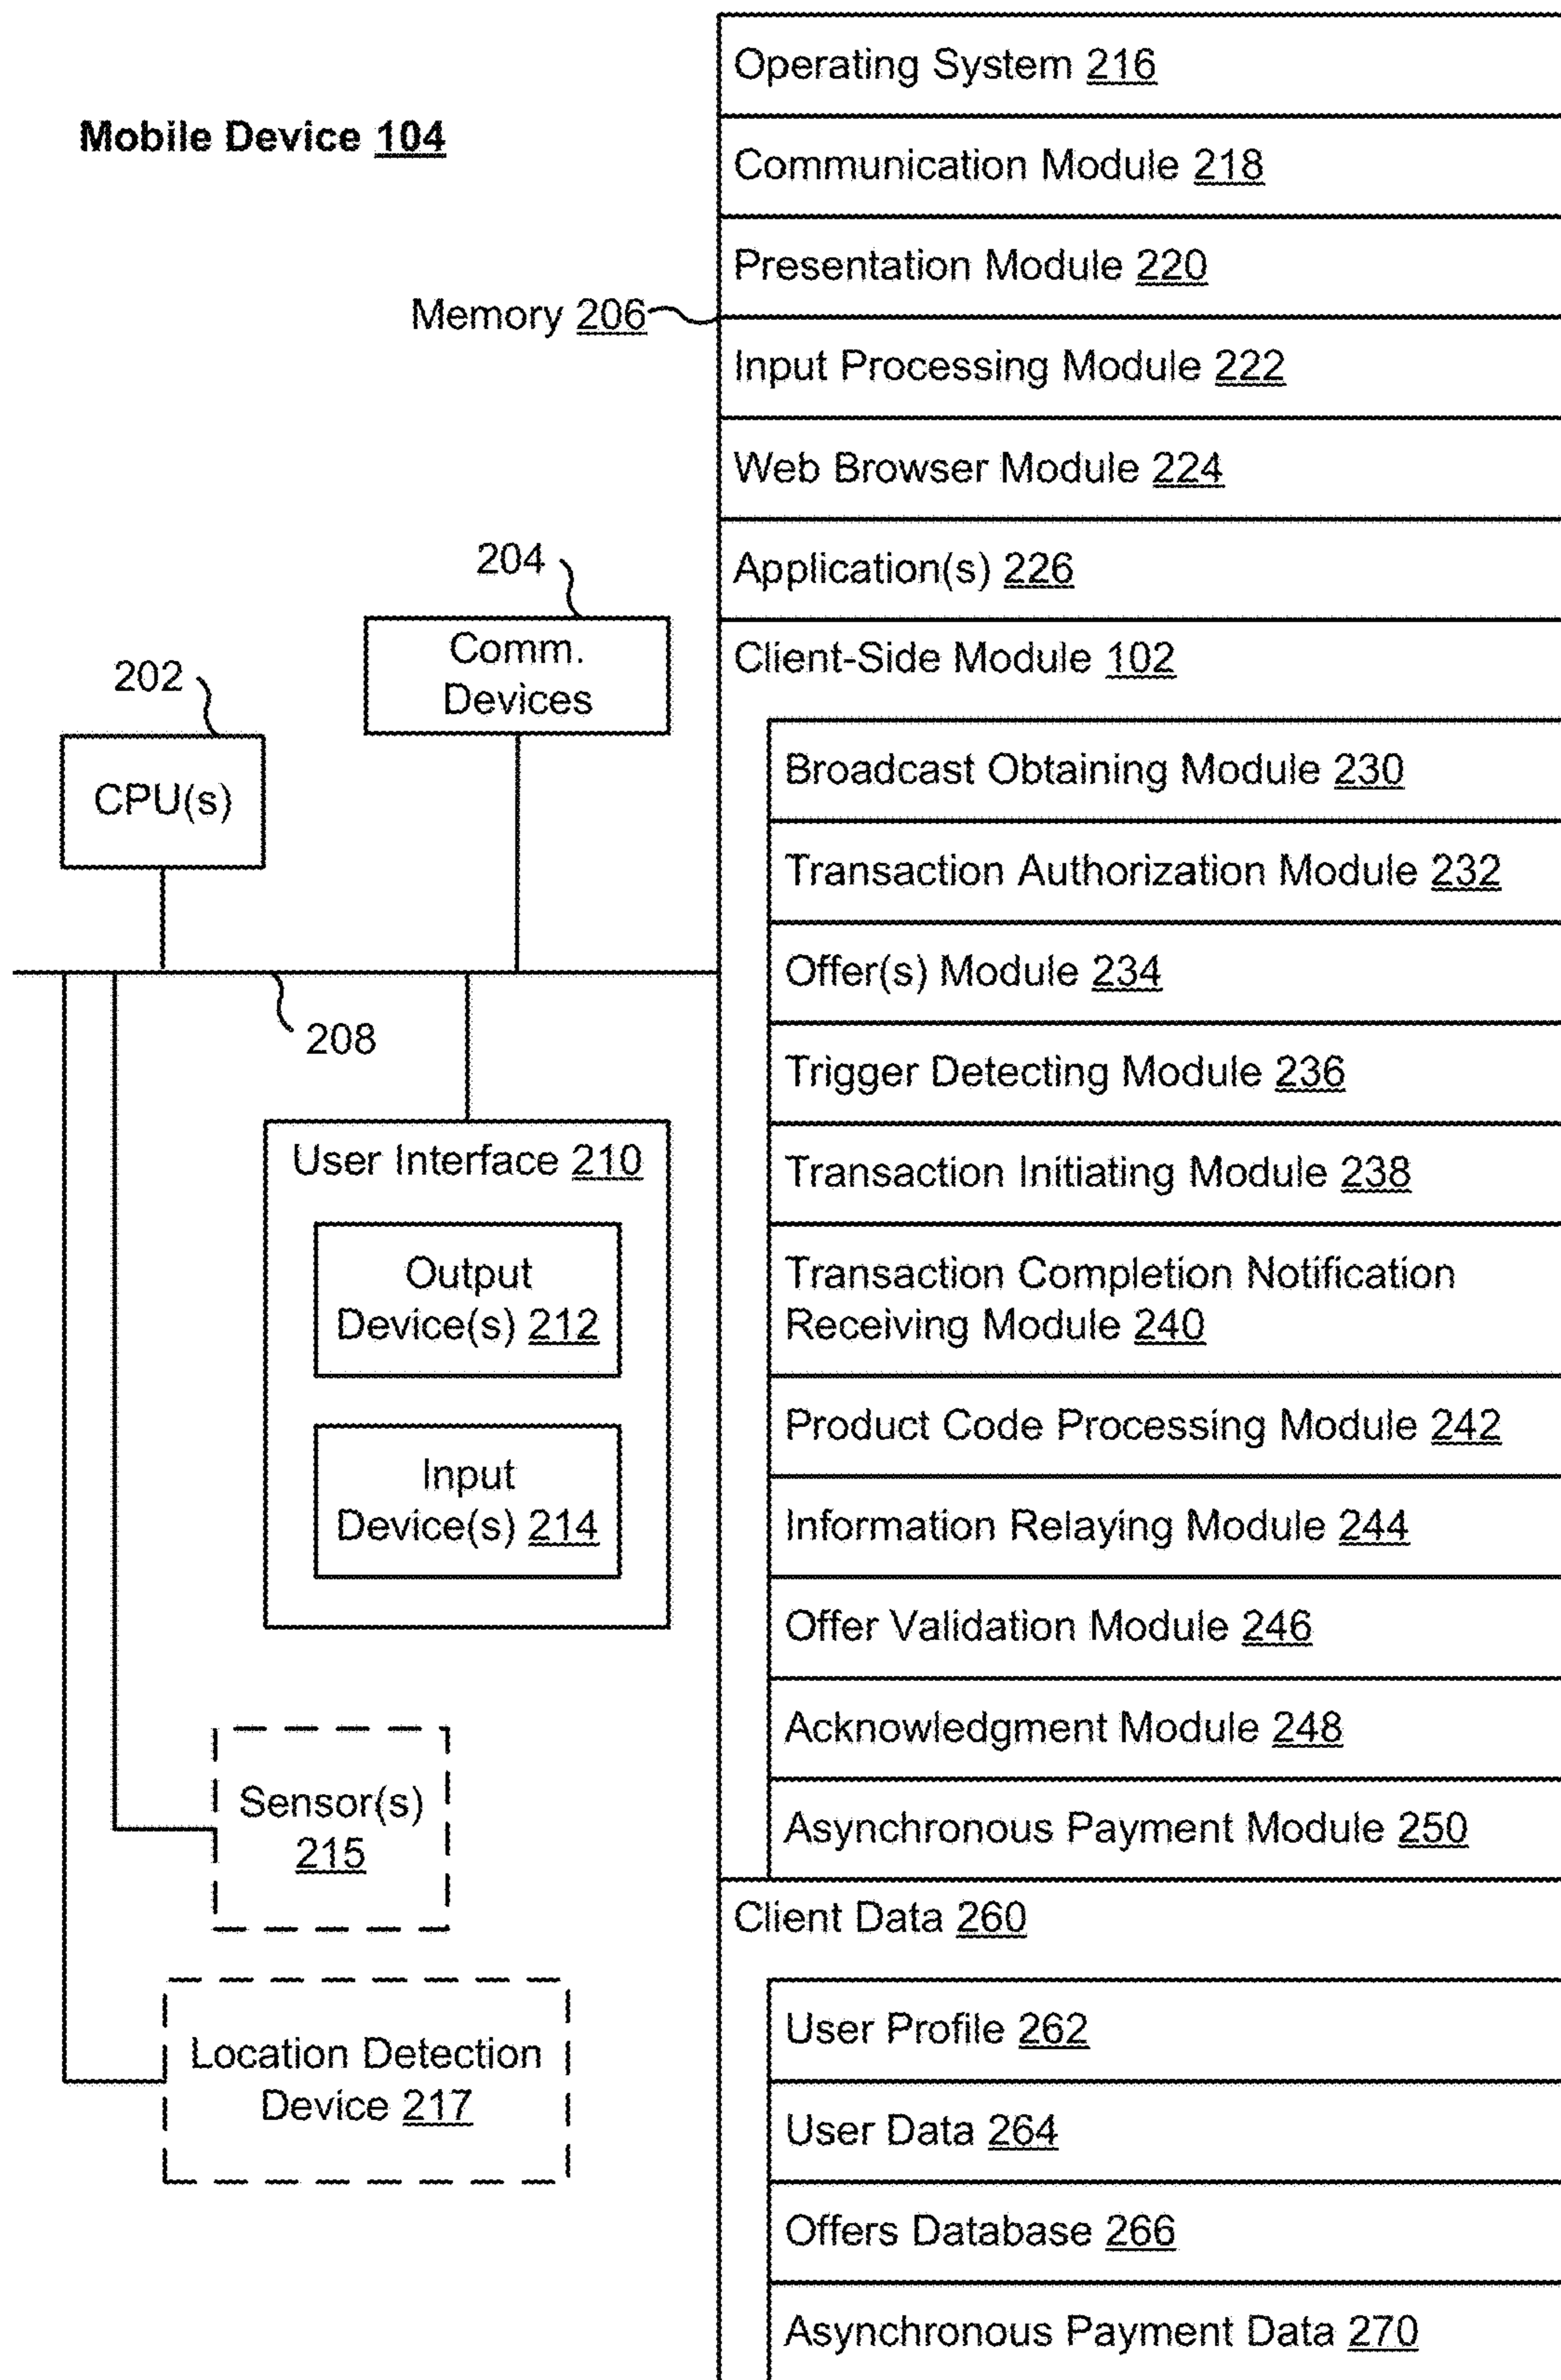 Mobile Device 104
Memory 206
204
Comm.
Devices
202
CPU(s)
208
User Interface 210
Output
Device(s) 212
Input
Device(s) 214
Sensor(s)
215
Location Detection
Device 217
Operating System 216
Communication Module 218
Presentation Module 220
Input Processing Module 222
Web Browser Module 224
Application(s) 226
Client-Side Module 102
Broadcast Obtaining Module 230
Transaction Authorization Module 232
Offer(s) Module 234
Trigger Detecting Module 236
Transaction Initiating Module 238
Transaction Completion Notification
Receiving Module 240
Product Code Processing Module 242
Information Relaying Module 244
Offer Validation Module 246
Acknowledgment Module 248
Asynchronous Payment Module 250
Client Data 260
User Profile 262
User Data 264
Offers Database 266
Asynchronous Payment Data 270